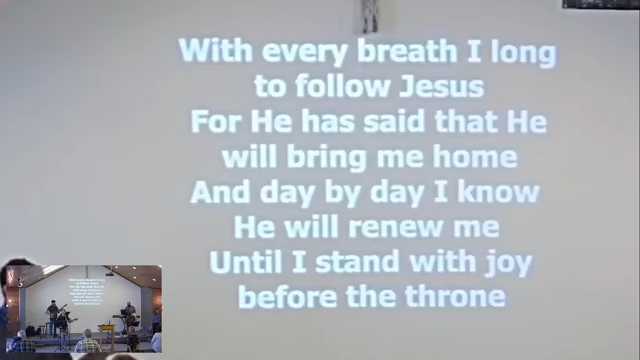 With every breath I long
to follow Jesus
For He has said that He
will bring me home
And day by day I know
He will renew me
Until I stand with joy
before the throne